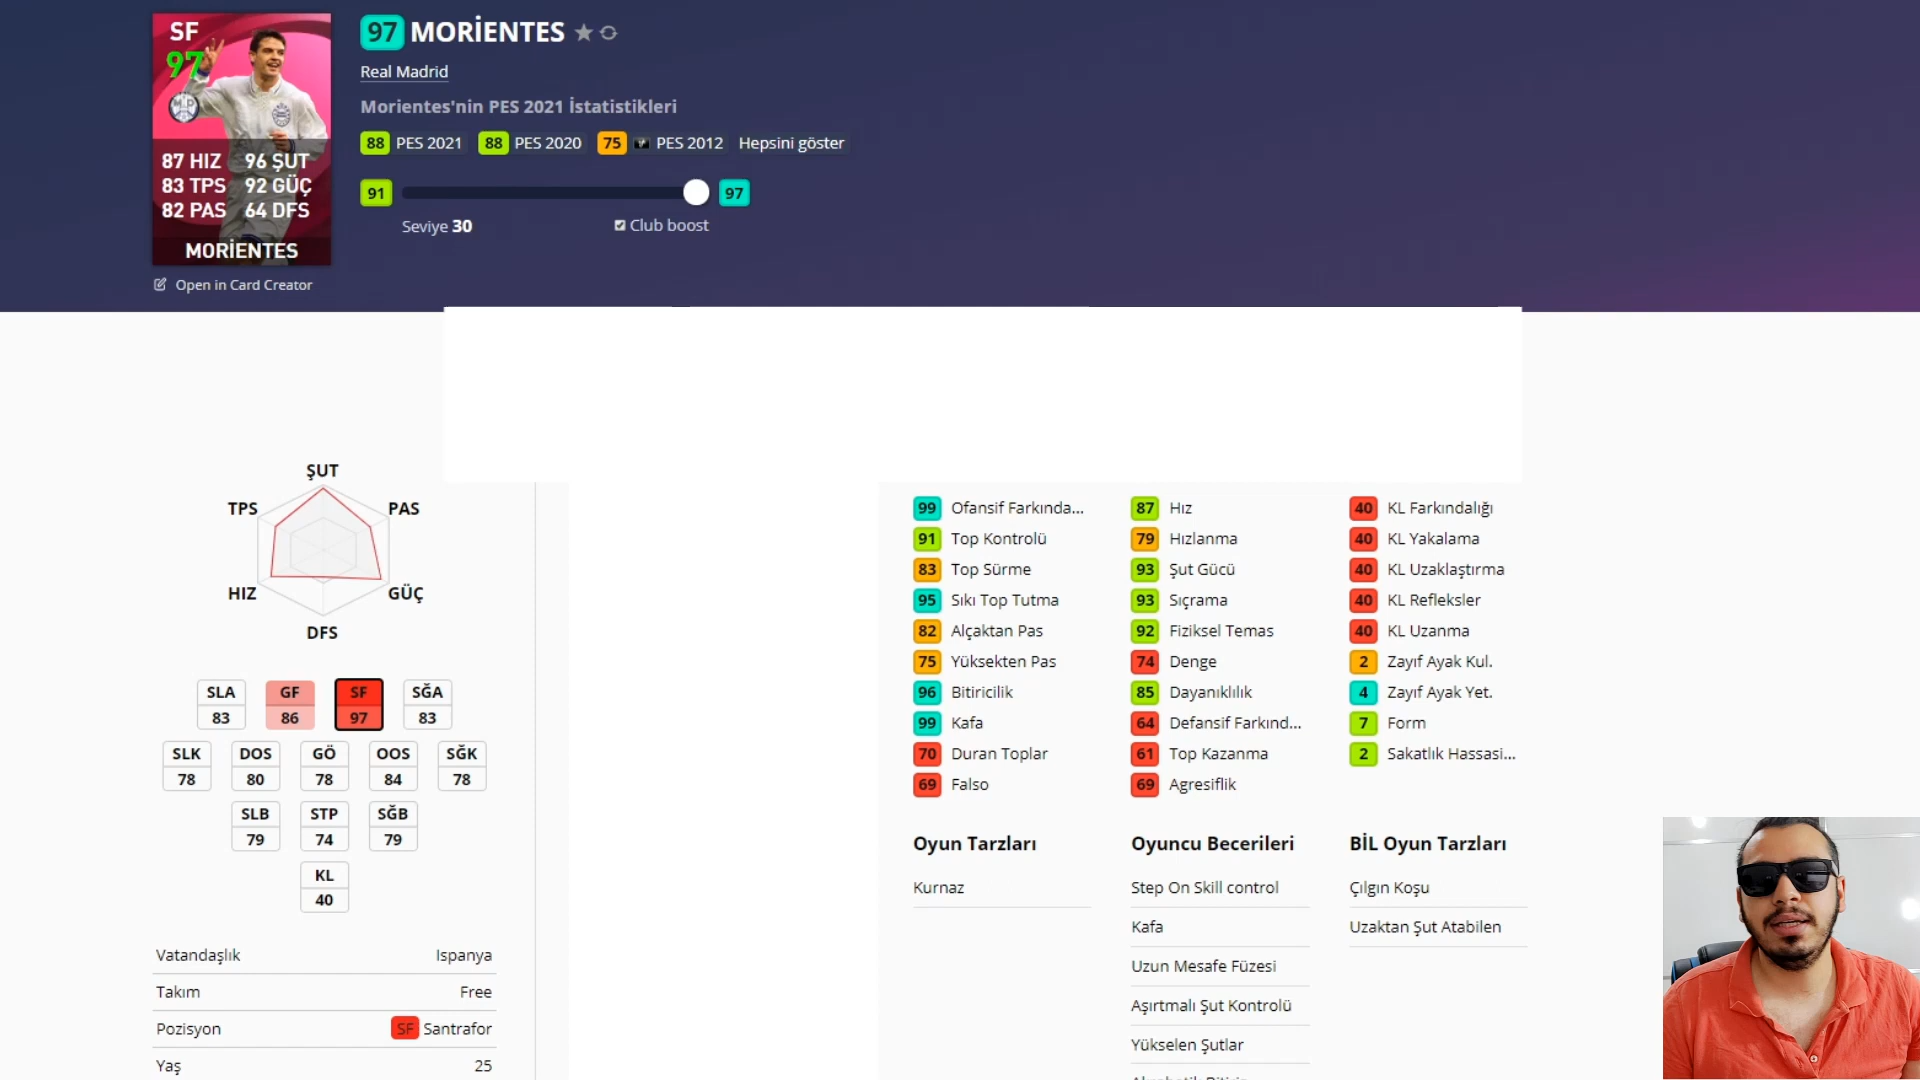 SF
97
87 HIZ 96 ŞUT
83 TPS 92 GÜÇ
82 PAS 64 DFS
MORİENTES
Open in Card Creator
97 MORİENTES
Real Madrid
Morientes'nin PES 2021 İstatistikleri
88 PES 2021 88 PES 2020 75 PES 2012 Hepsini göster
91 97
Seviye 30 Club boost
ŞUT
TPS PAS
HIZ GÜÇ
DFS
SLA GF SF SĞA
83 86 97 83
SLK DOS GÖ OOS SĞK
78 80 78 84 78
SLB STP SĞB
79 74 79
KL
40
Vatandaşlık Ispanya
Takım Free
Pozisyon SF Santrafor
Yaş 25
99 Ofansif Farkında...
91 Top Kontrolü
83 Top Sürme
95 Sıkı Top Tutma
82 Alçaktan Pas
75 Yüksekten Pas
96 Bitiricilik
99 Kafa
70 Duran Toplar
69 Falso
87 Hız
79 Hızlanma
93 Şut Gücü
93 Sıçrama
92 Fiziksel Temas
74 Denge
85 Dayanıklılık
64 Defansif Farkınd...
61 Top Kazanma
69 Agresiflik
40 KL Farkındalığı
40 KL Yakalama
40 KL Uzaklaştırma
40 KL Refleksler
40 KL Uzanma
2 Zayıf Ayak Kul.
4 Zayıf Ayak Yet.
7 Form
2 Sakatlık Hassasi...
Oyun Tarzları
Kurnaz
Oyuncu Becerileri
Step On Skill control
Kafa
Uzun Mesafe Füzesi
Aşırtmalı Şut Kontrolü
Yükselen Şutlar
BİL Oyun Tarzları
Çılgın Koşu
Uzaktan Şut Atabilen